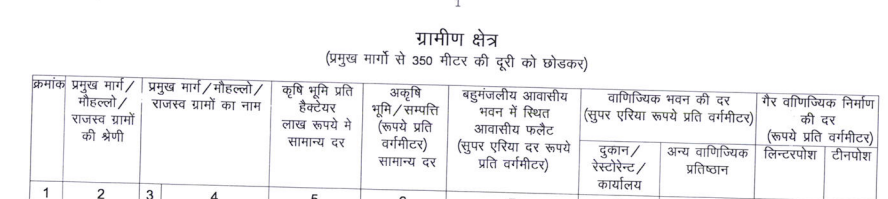 1
ग्रामीण क्षेत्र
(प्रमुख मार्गो से 350 मीटर की दूरी को छोडकर)
क्रमांक
प्रमुख मार्ग/
मौहल्लो/
राजस्व ग्रामों
की श्रेणी
प्रमुख मार्ग/मौहल्लो/
राजस्व ग्रामों का नाम
कृषि भूमि प्रति
हैक्टेयर
लाख रूपये मे
सामान्य दर
अकृषि
भूमि/सम्पत्ति
(रूपये प्रति
वर्गमीटर)
सामान्य दर
बहुमंजलीय आवासीय
भवन में स्थित
आवासीय फलैट
(सुपर एरिया दर रूपये
प्रति वर्गमीटर)
वाणिज्यिक भवन की दर
(सुपर एरिया रूपये प्रति वर्गमीटर)
दुकान/
रेस्टोरेन्ट/
कार्यालय
अन्य वाणिज्यिक
प्रतिष्ठान
गैर वाणिज्यिक निर्माण
की दर
(रूपये प्रति वर्गमीटर)
लिन्टरपोश
टीनपोश
1 2 3 4 5